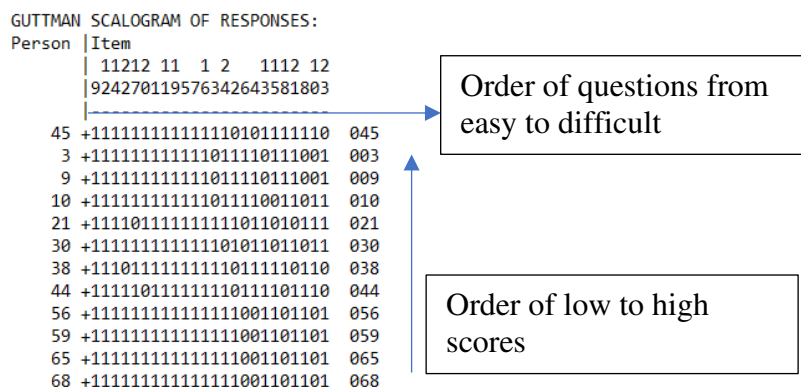 GUTTMAN SCALOGRAM OF RESPONSES:
Person |Item
| 11212 11  1 2   1112 12
|924270119576342643581803
|------------------------
45 +111111111111110101111110  045
3 +111111111111011110111001  003
9 +111111111111011110111001  009
10 +111111111111011110011011  010
21 +111101111111111011010111  021
30 +111111111111101011011011  030
38 +111011111111110111110110  038
44 +111110111111110111101110  044
56 +111111111111111001101101  056
59 +111111111111111001101101  059
65 +111111111111111001101101  065
68 +111111111111111001101101  068
Order of questions from
easy to difficult
Order of low to high
scores